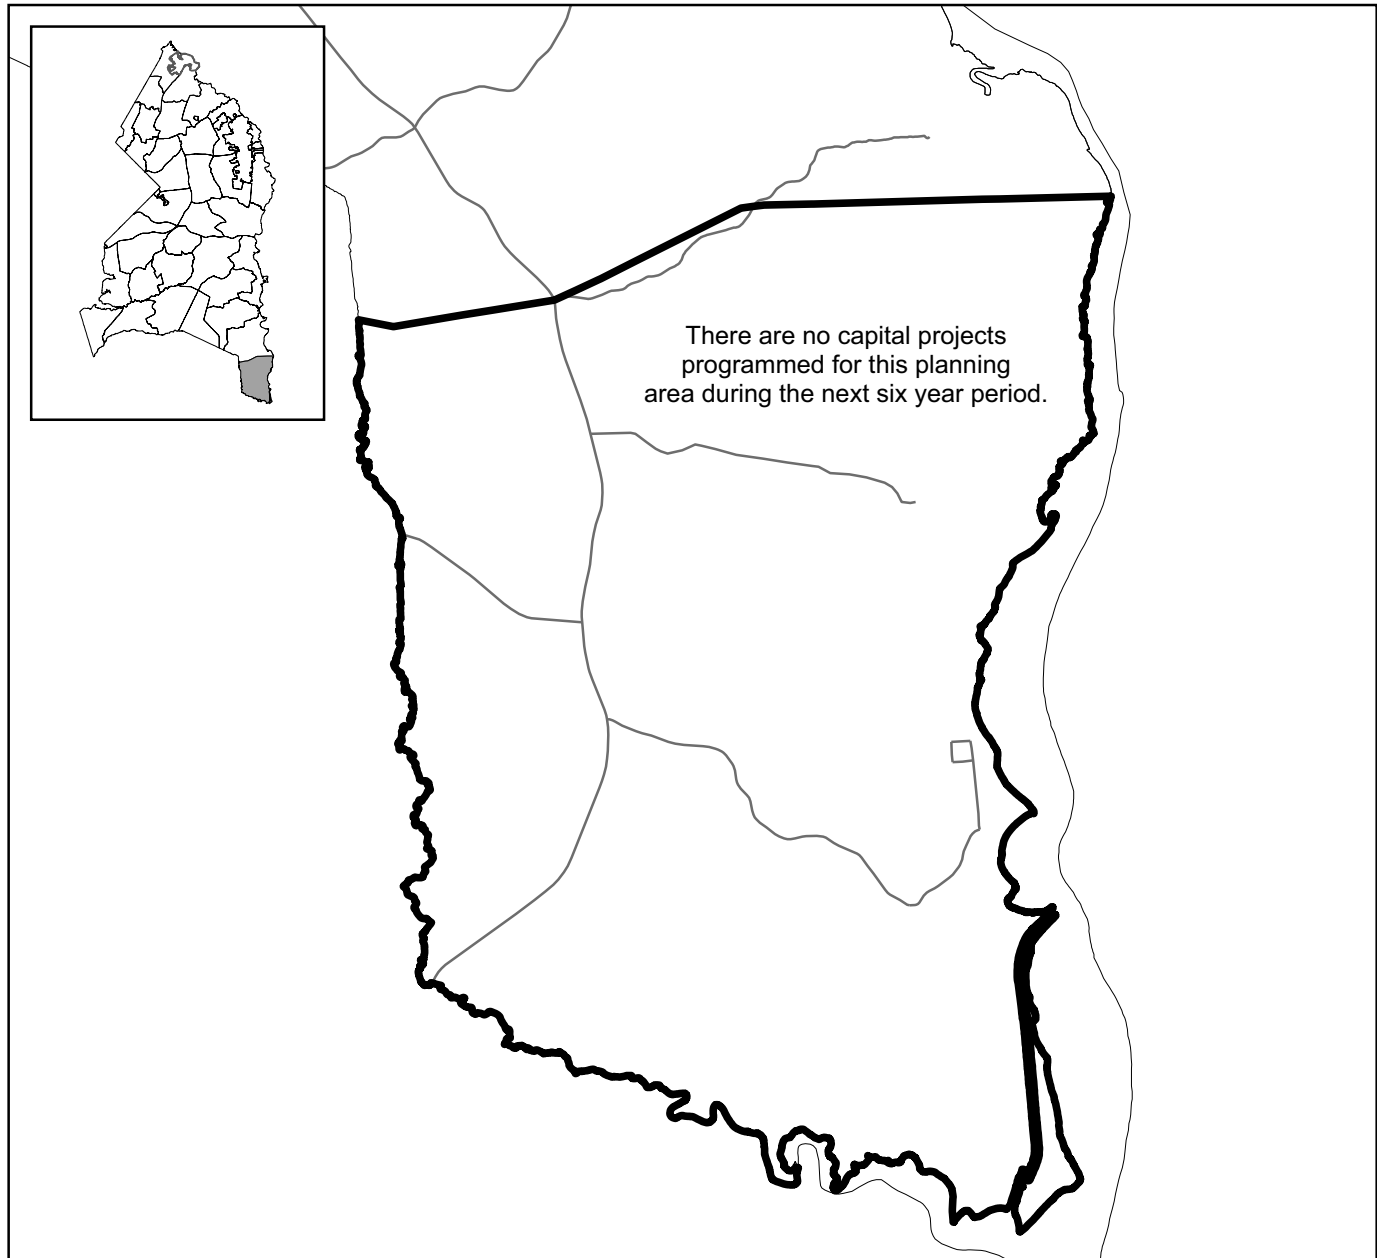 There are no capital projects
programmed for this planning
area during the next six year period.